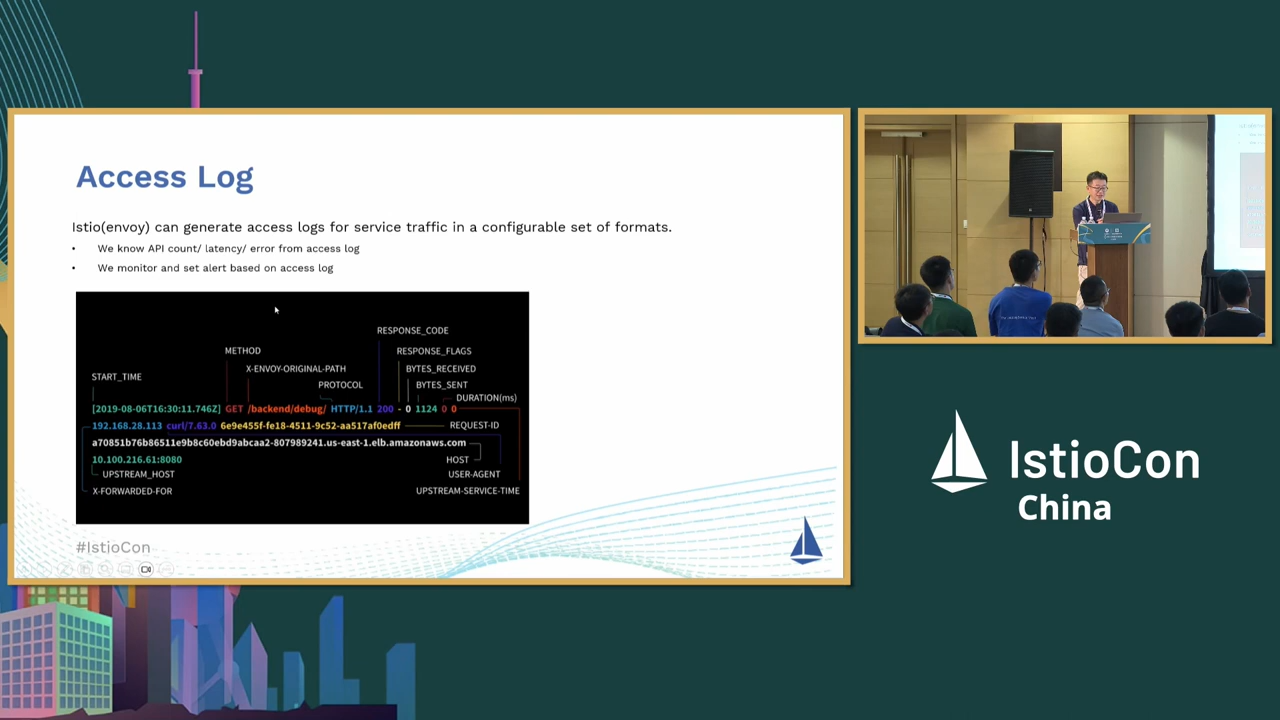 Access Log
Istio(envoy) can generate access logs for service traffic in a configurable set of formats.
• We know API count/ latency/ error from access log
• We monitor and set alert based on access log
RESPONSE_CODE
METHOD
RESPONSE_FLAGS
X-ENVOY-ORIGINAL-PATH
BYTES_RECEIVED
START_TIME
PROTOCOL
BYTES_SENT
DURATION(ms)
[2019-08-06T16:30:11.746Z] GET /backend/debug/ HTTP/1.1 200 - 0 1124 0 0
192.168.28.113 curl/7.63.0 6e9e455f-fe18-4511-9c52-aa517af0edff REQUEST-ID
a70851b76b86511e9b8c60ebd9abcaa2-807989241.us-east-1.elb.amazonaws.com
10.100.216.61:8080 HOST
UPSTREAM_HOST USER-AGENT
X-FORWARDED-FOR UPSTREAM-SERVICE-TIME
#IstioCon
IstioCon
China